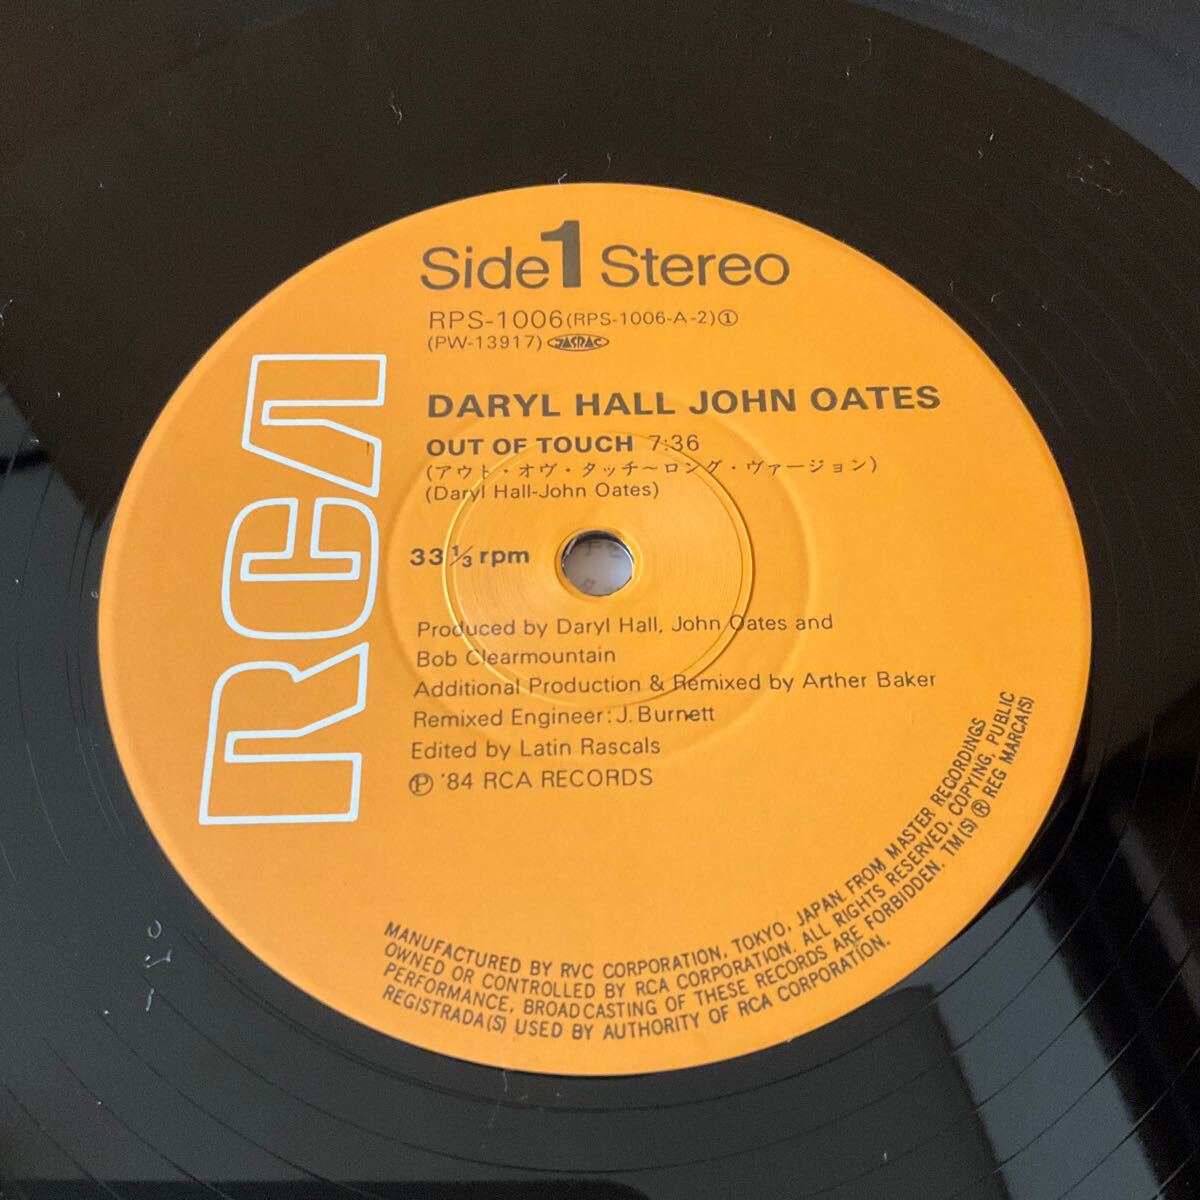 RCA
Side 1 Stereo
RPS-1006(RPS-1006-A-2)①
(PW-13917) JASRAC
DARYL HALL JOHN OATES
OUT OF TOUCH 7:36
(アウト・オヴ・タッチ〜ロング・ヴァージョン)
(Daryl Hall-John Oates)
33 1/3 rpm
Produced by Daryl Hall, John Oates and
Bob Clearmountain
Additional Production & Remixed by Arther Baker
Remixed Engineer: J. Burnett
Edited by Latin Rascals
Ⓟ '84 RCA RECORDS
MANUFACTURED BY RVC CORPORATION, TOKYO, JAPAN. FROM MASTER RECORDINGS
OWNED OR CONTROLLED BY RCA CORPORATION. ALL RIGHTS RESERVED. COPYING, PUBLIC
PERFORMANCE, BROADCASTING OF THESE RECORDS ARE FORBIDDEN. TM(S) ® REG MARCA(S)
REGISTRADA(S) USED BY AUTHORITY OF RCA CORPORATION.